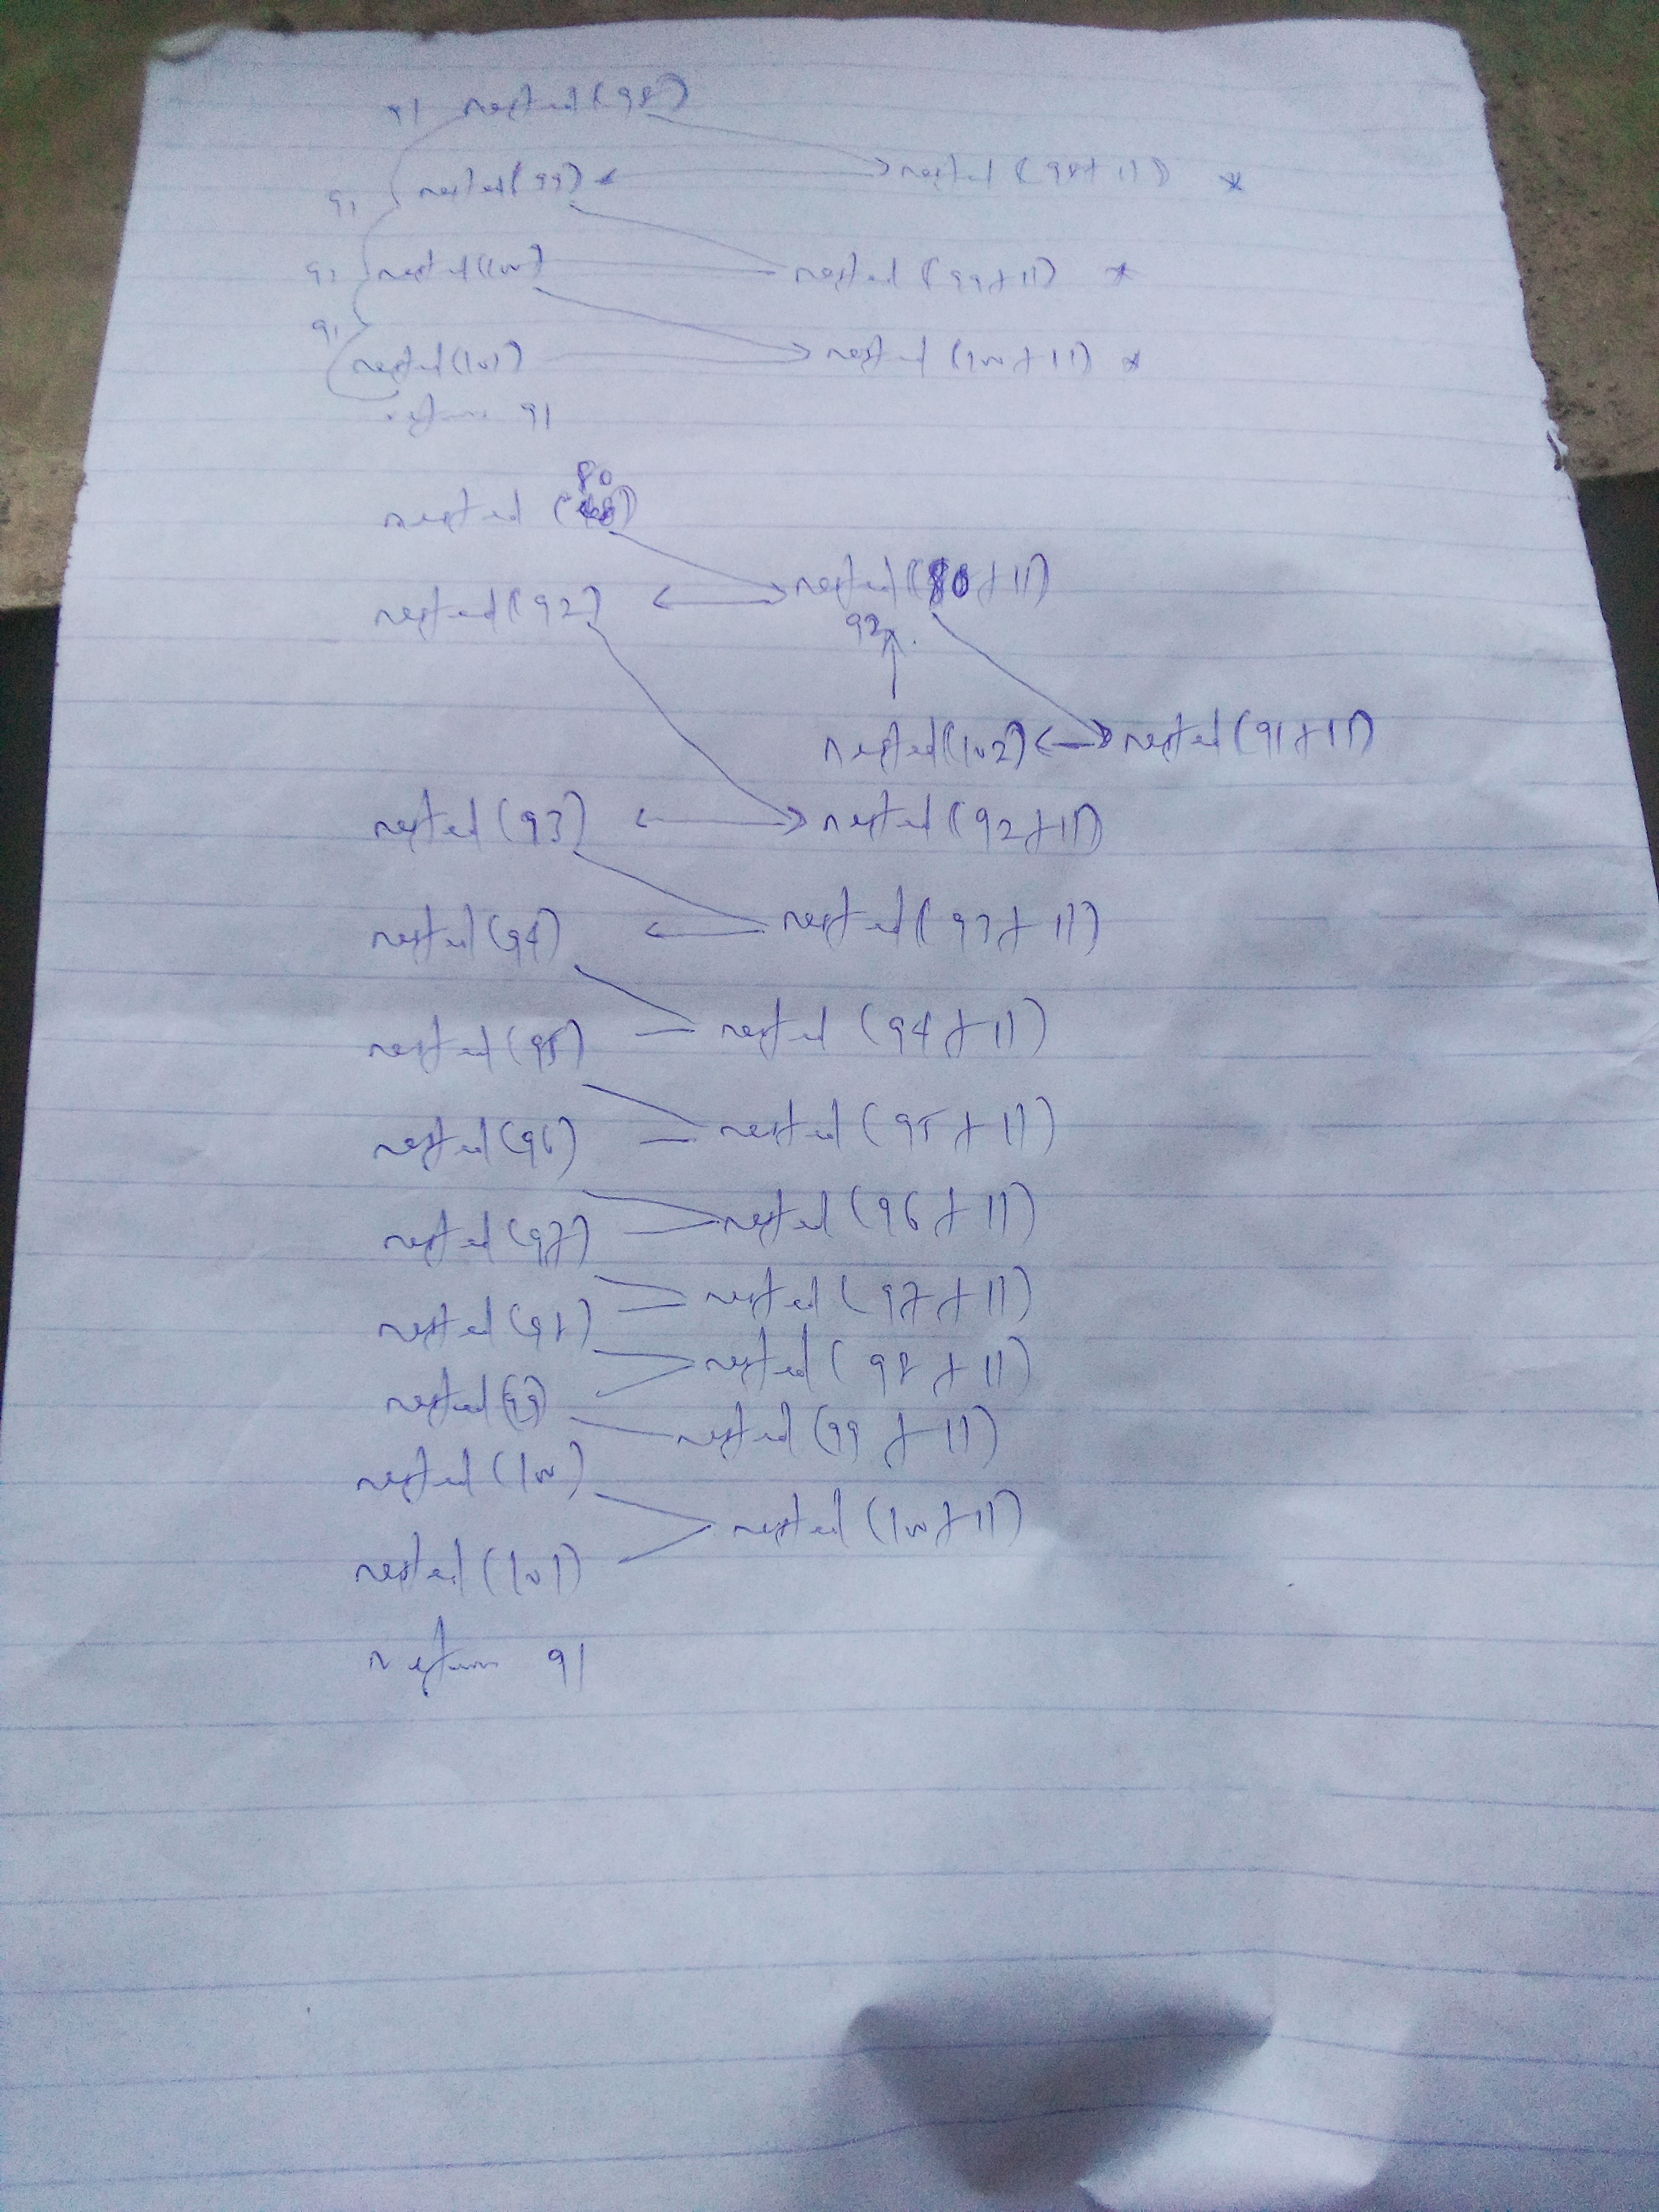 91 nested(98)
91 nested(99) nested(98+11) *
91 nested(100) nested(99+11) *
91 nested(101) nested(100+11) *
return 91
80
nested ( )
nested(92) nested(80+11)
92
nested(102) nested(91+11)
nested(93) nested(92+11)
nested(94) nested(93+11)
nested(95) nested(94+11)
nested(96) nested(95+11)
nested(97) nested(96+11)
nested(98) nested(97+11)
nested(99) nested(98+11)
nested(100) nested(99+11)
nested(101) nested(100+11)
return 91